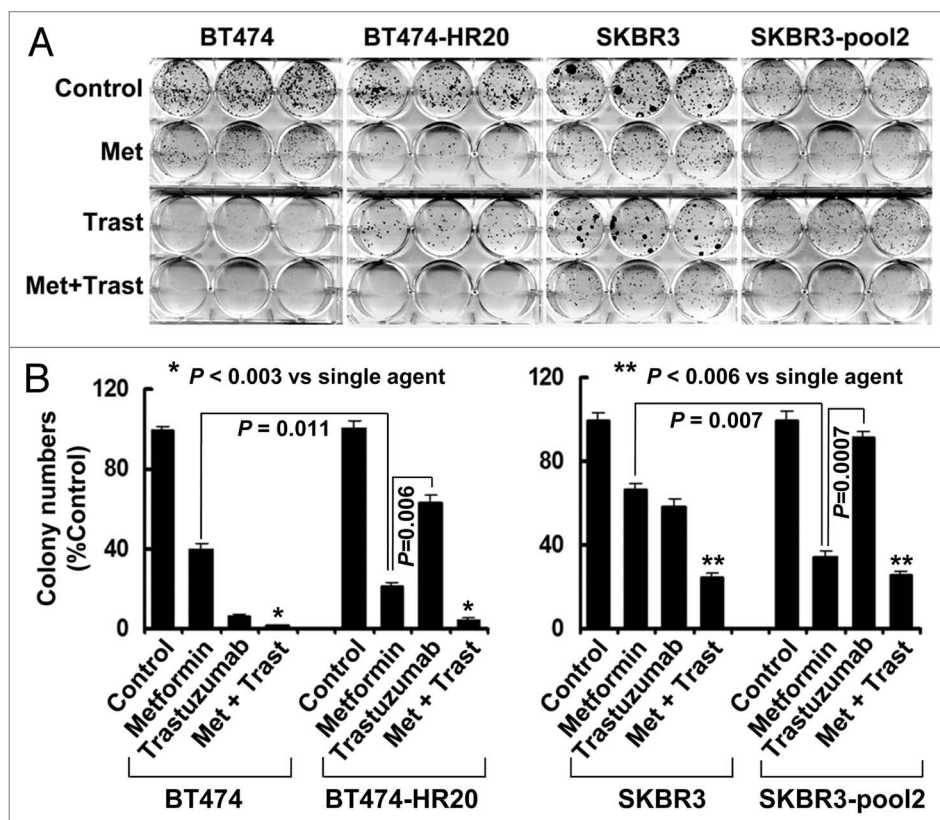 A
BT474 BT474-HR20 SKBR3 SKBR3-pool2
Control
Met
Trast
Met+Trast
B
* P < 0.003 vs single agent
** P < 0.006 vs single agent
Colony numbers
(%Control)
120
80
40
0
P = 0.011
P=0.006
*
*
Control
Metformin
Trastuzumab
Met + Trast
Control
Metformin
Trastuzumab
Met + Trast
BT474
BT474-HR20
120
80
40
0
P = 0.007
P=0.0007
**
**
Control
Metformin
Trastuzumab
Met + Trast
Control
Metformin
Trastuzumab
Met + Trast
SKBR3
SKBR3-pool2